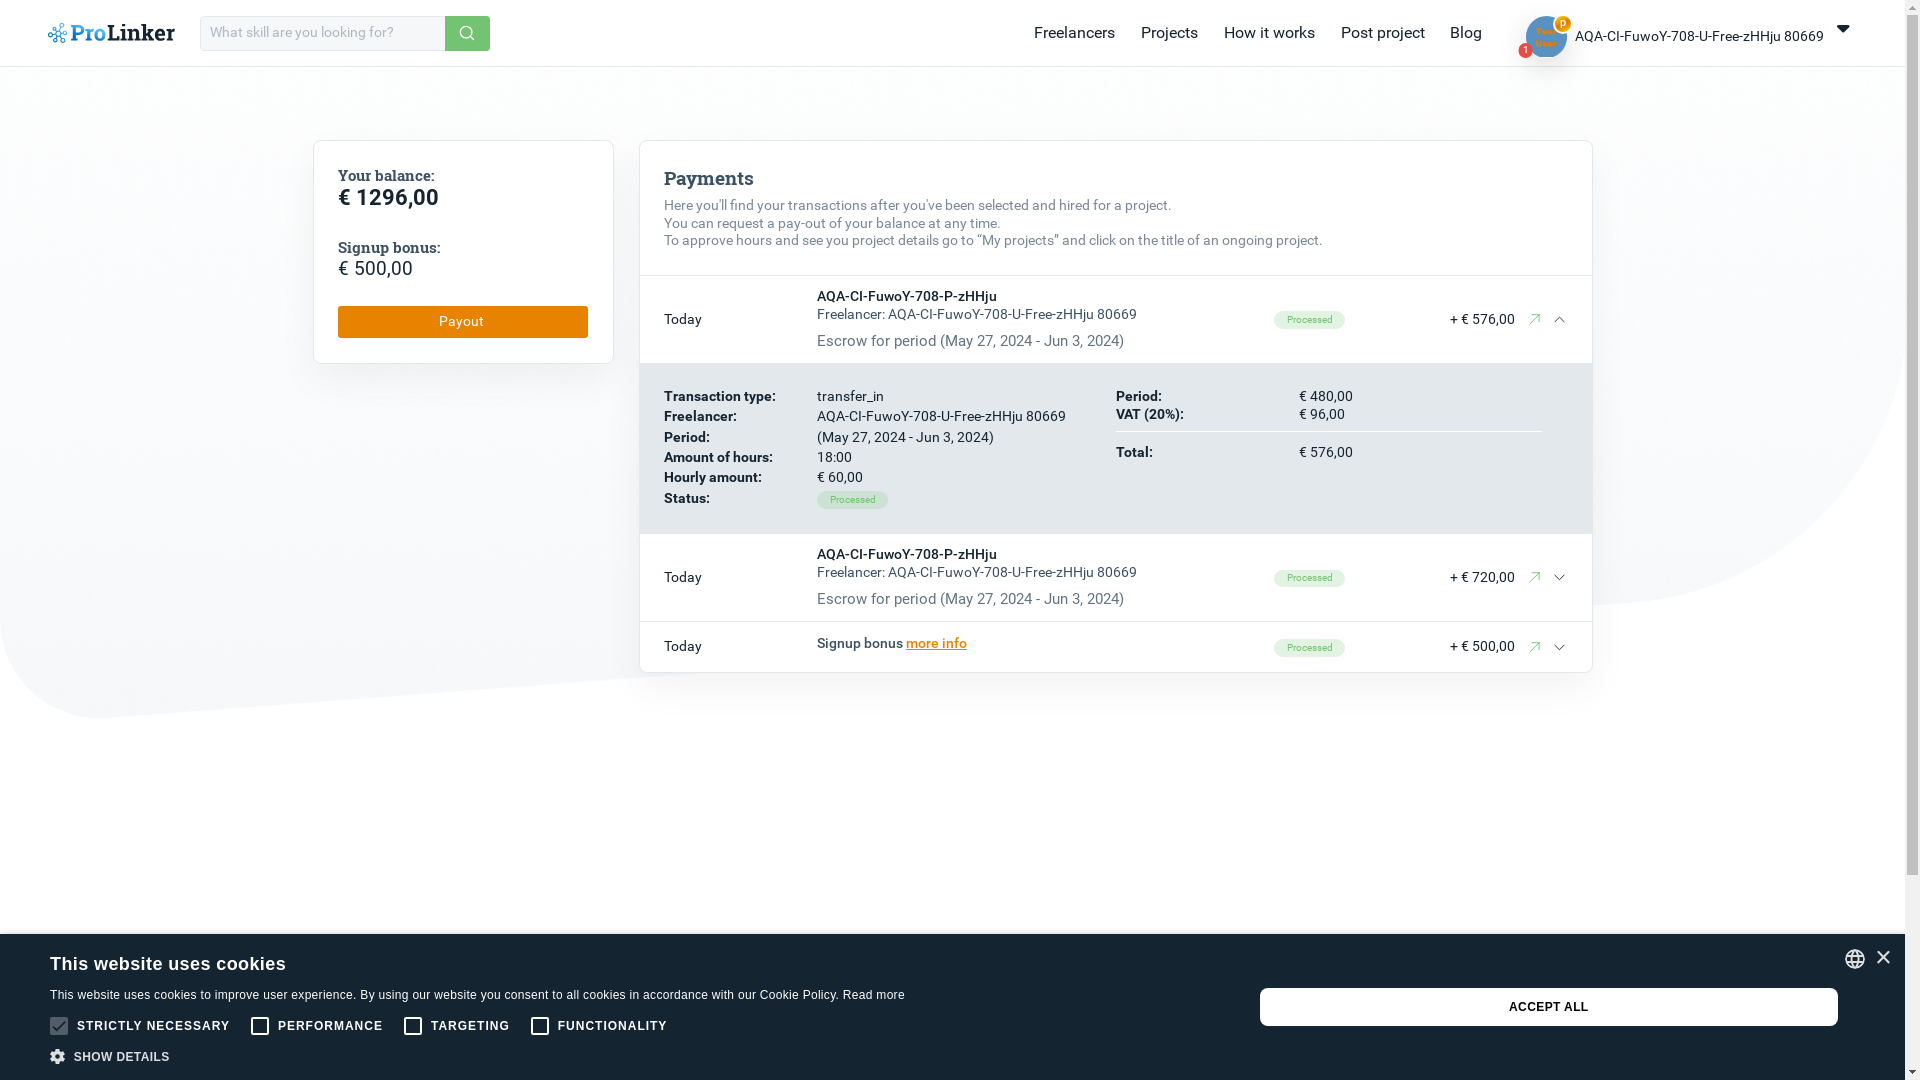 ProLinker
What skill are you looking for?
Freelancers
Projects
How it works
Post project
Blog
p
1
AQA-CI-FuwoY-708-U-Free-zHHju 80669
Your balance:
€ 1296,00
Signup bonus:
€ 500,00
Payout
Payments
Here you'll find your transactions after you've been selected and hired for a project.
You can request a pay-out of your balance at any time.
To approve hours and see you project details go to “My projects” and click on the title of an ongoing project.
Today
AQA-CI-FuwoY-708-P-zHHju
Freelancer: AQA-CI-FuwoY-708-U-Free-zHHju 80669
Escrow for period (May 27, 2024 - Jun 3, 2024)
Processed
+ € 576,00
Transaction type: transfer_in
Freelancer: AQA-CI-FuwoY-708-U-Free-zHHju 80669
Period: (May 27, 2024 - Jun 3, 2024)
Amount of hours: 18:00
Hourly amount: € 60,00
Status: Processed
Period: € 480,00
VAT (20%): € 96,00
Total: € 576,00
Today
AQA-CI-FuwoY-708-P-zHHju
Freelancer: AQA-CI-FuwoY-708-U-Free-zHHju 80669
Escrow for period (May 27, 2024 - Jun 3, 2024)
Processed
+ € 720,00
Today
Signup bonus more info
Processed
+ € 500,00
This website uses cookies
This website uses cookies to improve user experience. By using our website you consent to all cookies in accordance with our Cookie Policy. Read more
STRICTLY NECESSARY
PERFORMANCE
TARGETING
FUNCTIONALITY
SHOW DETAILS
ACCEPT ALL
×